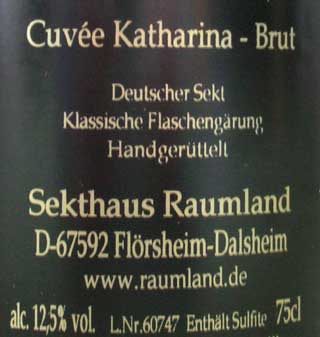 Cuvée Katharina - Brut
Deutscher Sekt
Klassische Flaschengärung
Handgerüttelt
Sekthaus Raumland
D-67592 Flörsheim-Dalsheim
www.raumland.de
alc. 12,5% vol. L.Nr.60747 Enthält Sulfite 75cl